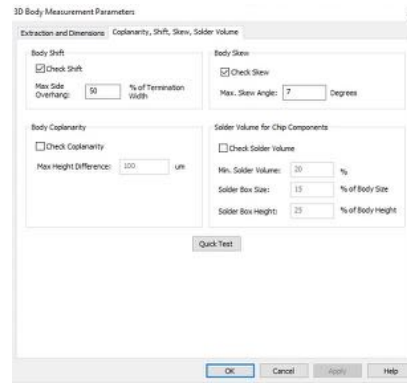 3D Body Measurement Parameters
Extraction and Dimensions
Coplanarity, Shift, Skew, Solder Volume
Body Shift
Check Shift
Max Side Overhang:
50
% of Termination Width
Body Skew
Check Skew
Max. Skew Angle:
7
Degrees
Body Coplanarity
Check Coplanarity
Max Height Difference:
100
um
Solder Volume for Chip Components
Check Solder Volume
Min. Solder Volume:
20
%
Solder Box Size:
15
% of Body Size
Solder Box Height:
25
% of Body Height
Quick Test
OK
Cancel
Apply
Help